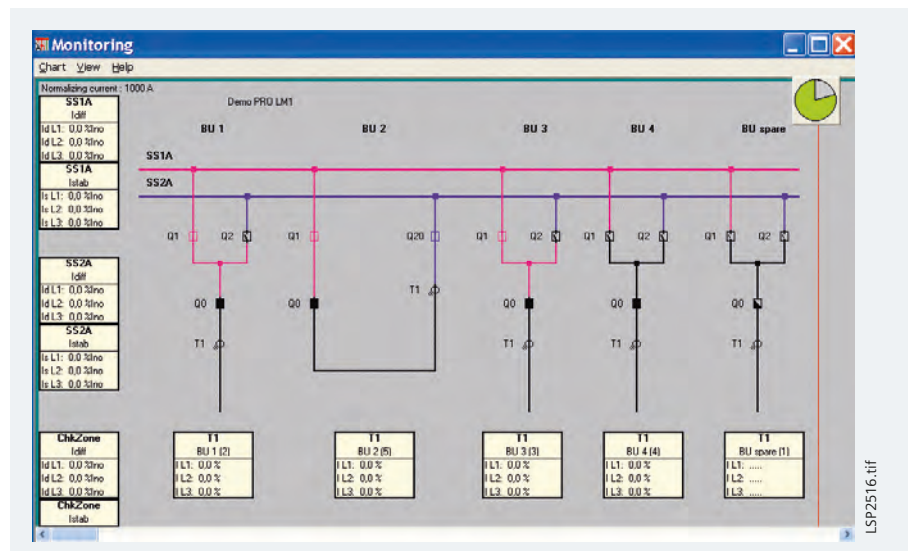 Monitoring
Chart View Help
Normalizing current : 1000 A
Demo PRO LM1
BU 1 BU 2 BU 3 BU 4 BU spare
SS1A
Idiff
Id L1: 0,0 %Ino
Id L2: 0,0 %Ino
Id L3: 0,0 %Ino
SS1A
Istab
Is L1: 0,0 %Ino
Is L2: 0,0 %Ino
Is L3: 0,0 %Ino
SS2A
Idiff
Id L1: 0,0 %Ino
Id L2: 0,0 %Ino
Id L3: 0,0 %Ino
SS2A
Istab
Is L1: 0,0 %Ino
Is L2: 0,0 %Ino
Is L3: 0,0 %Ino
ChkZone
Idiff
Id L1: 0,0 %Ino
Id L2: 0,0 %Ino
Id L3: 0,0 %Ino
ChkZone
Istab
SS1A
SS2A
Q1 Q2 Q1 Q20 Q1 Q2 Q1 Q2 Q1 Q2
T1
Q0 Q0 Q0 Q0 Q0
T1 T1 T1 T1
T1
BU 1 (2)
I L1: 0,0 %
I L2: 0,0 %
I L3: 0,0 %
T1
BU 2 (5)
I L1: 0,0 %
I L2: 0,0 %
I L3: 0,0 %
T1
BU 3 (3)
I L1: 0,0 %
I L2: 0,0 %
I L3: 0,0 %
T1
BU 4 (4)
I L1: 0,0 %
I L2: 0,0 %
I L3: 0,0 %
T1
BU spare (1)
I L1: .....
I L2: .....
I L3: .....
LSP2516.tif